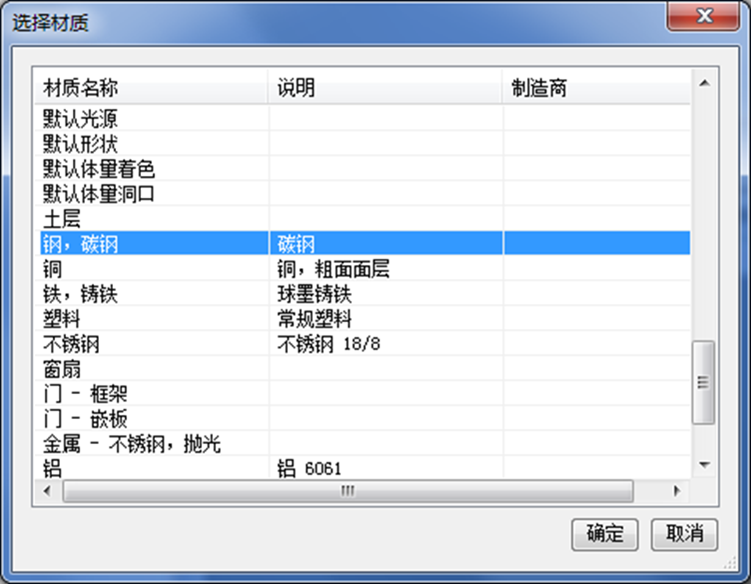 选择材质
材质名称 说明 制造商
默认光源
默认形状
默认体量着色
默认体量洞口
土层
钢，碳钢 碳钢
铜 铜，粗面面层
铁，铸铁 球墨铸铁
塑料 常规塑料
不锈钢 不锈钢 18/8
窗扇
门 - 框架
门 - 嵌板
金属 - 不锈钢，抛光
铝 铝 6061
确定 取消